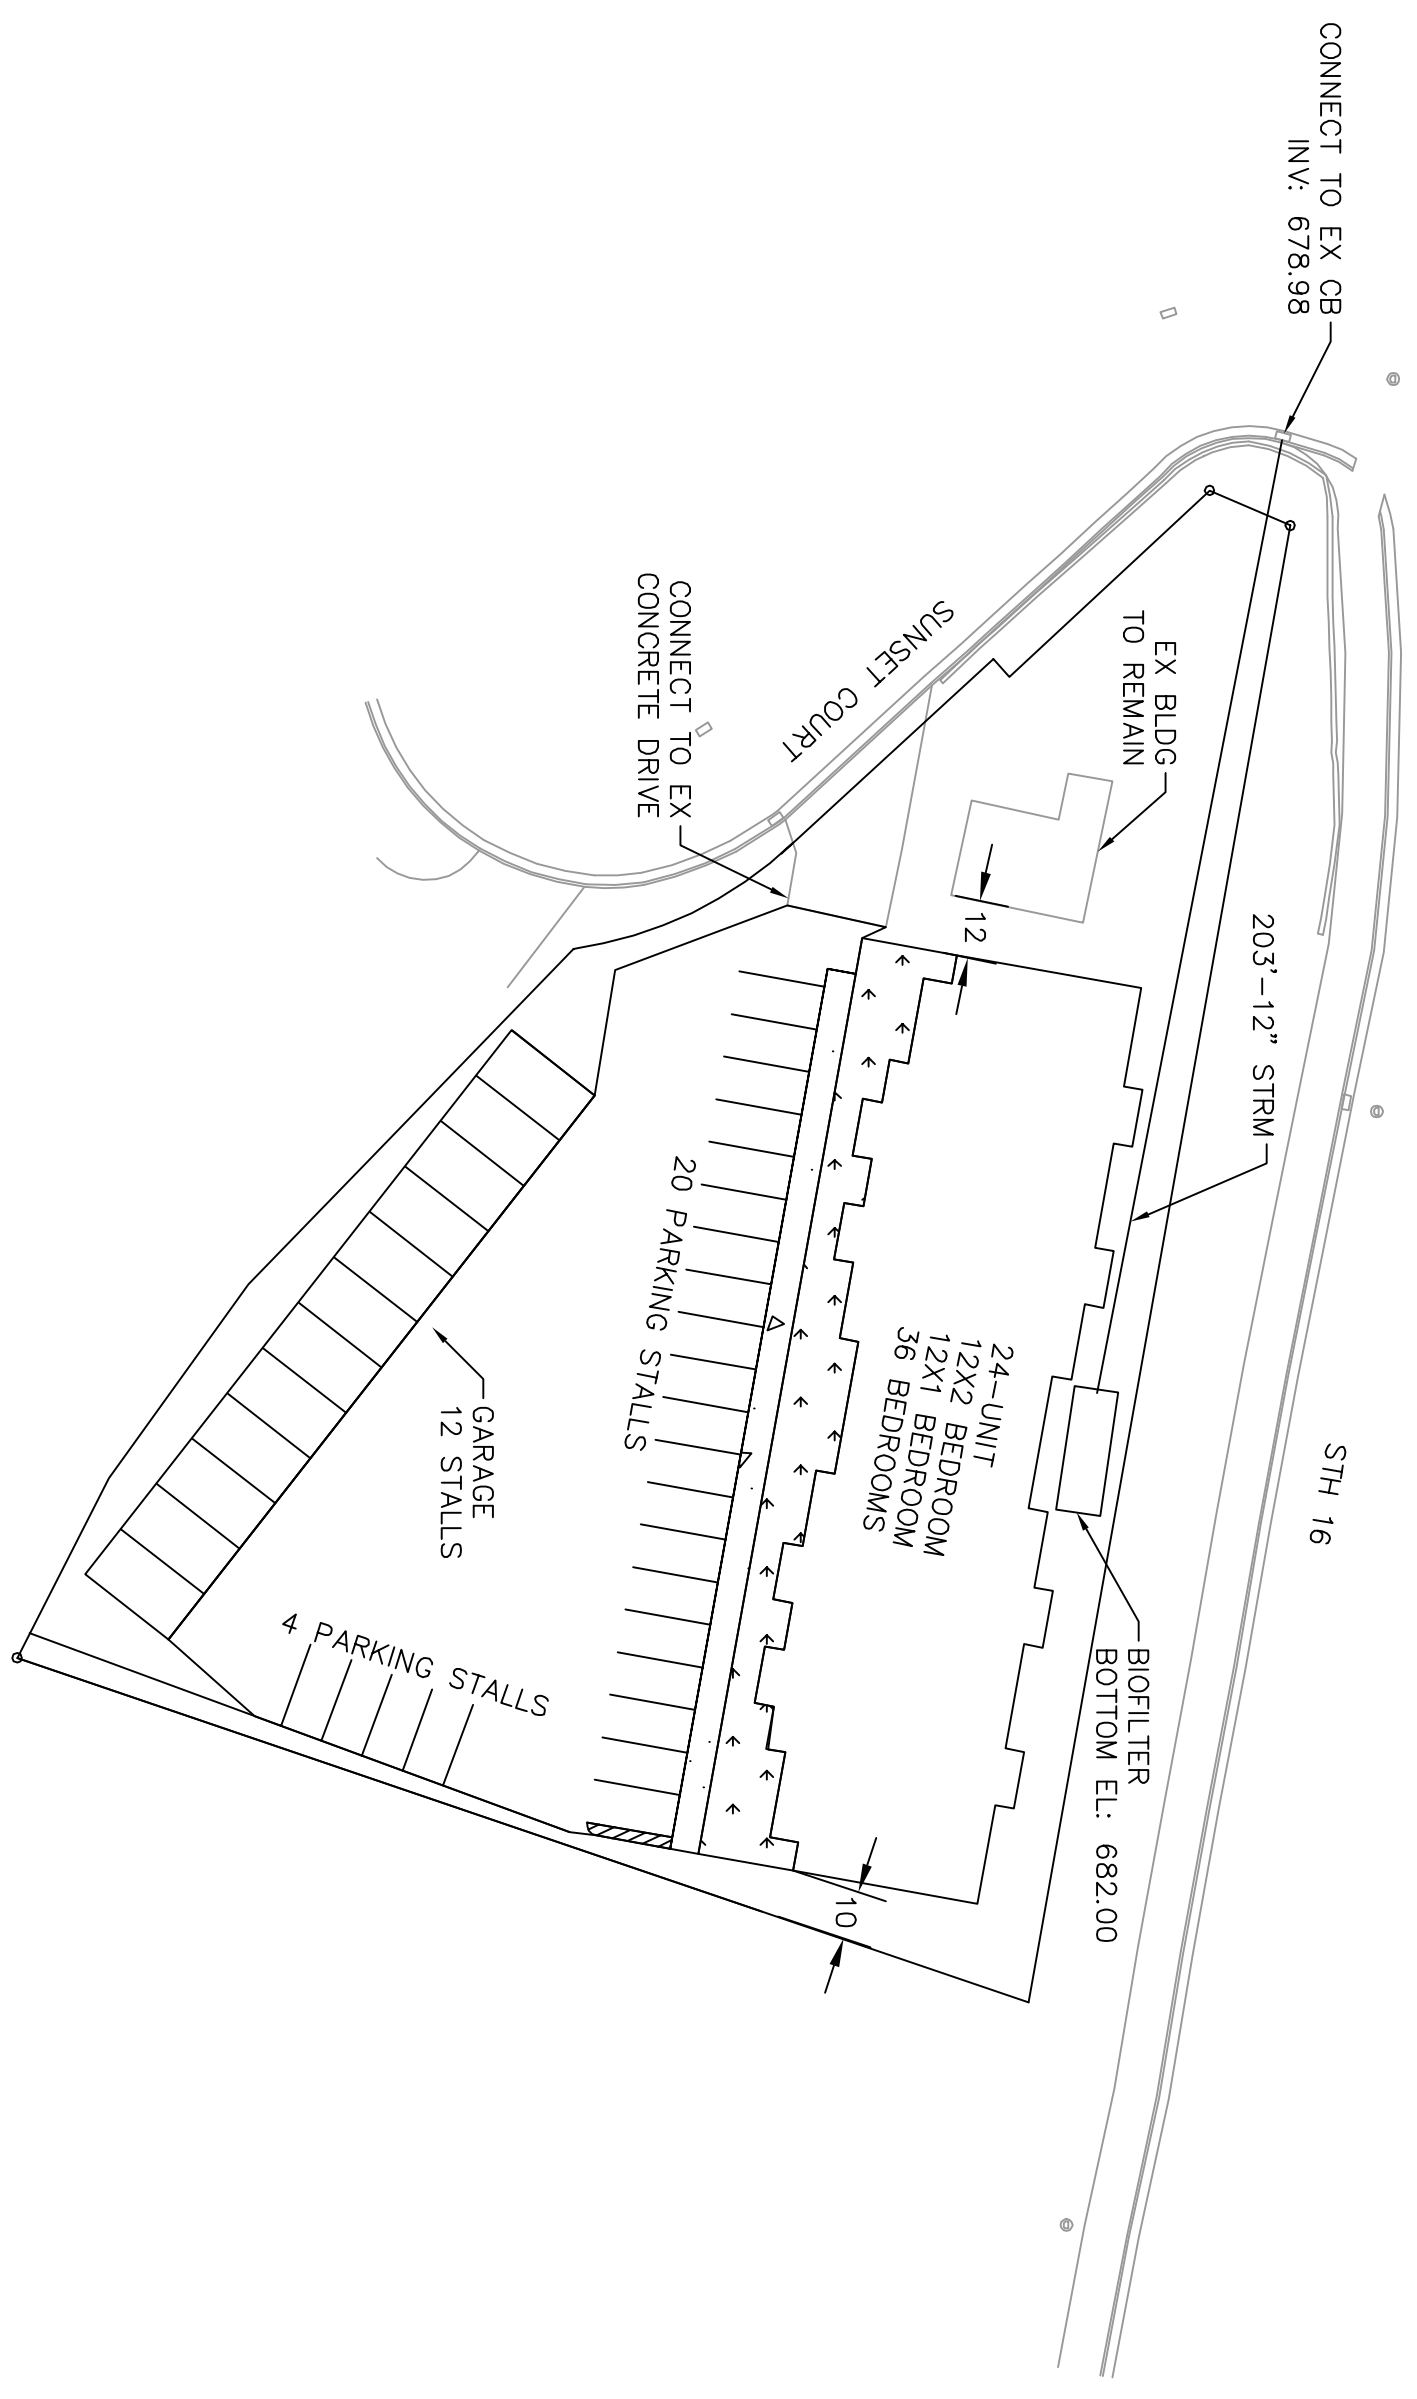 CONNECT TO EX CB
INV: 678.98
STH 16
203'-12" STRM
EX BLDG
TO REMAIN
12
SUNSET COURT
CONNECT TO EX
CONCRETE DRIVE
24-UNIT
12X2 BEDROOM
12X1 BEDROOM
36 BEDROOMS
BIOFILTER
BOTTOM EL: 682.00
10
20 PARKING STALLS
GARAGE
12 STALLS
4 PARKING STALLS